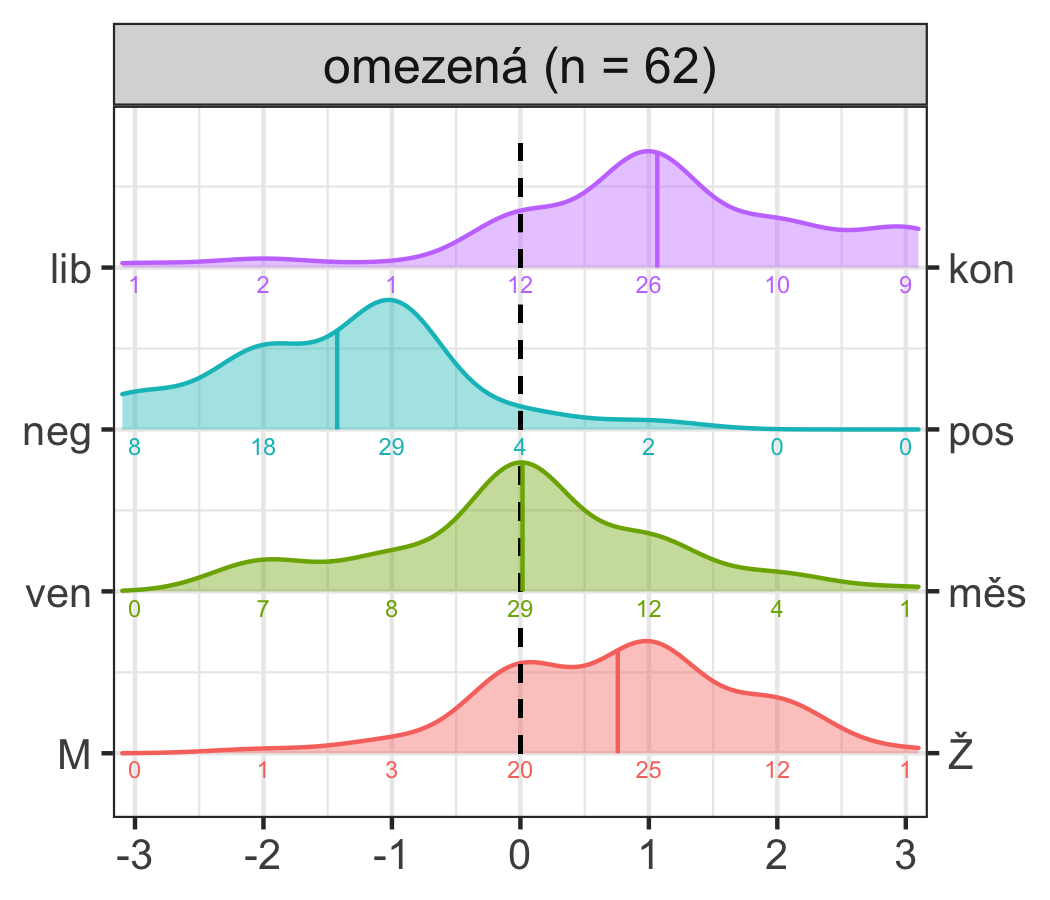 omezená (n = 62)
lib kon
1 2 1 12 26 10 9
neg pos
8 18 29 4 2 0 0
ven měs
0 7 8 29 12 4 1
M Ž
0 1 3 20 25 12 1
-3 -2 -1 0 1 2 3